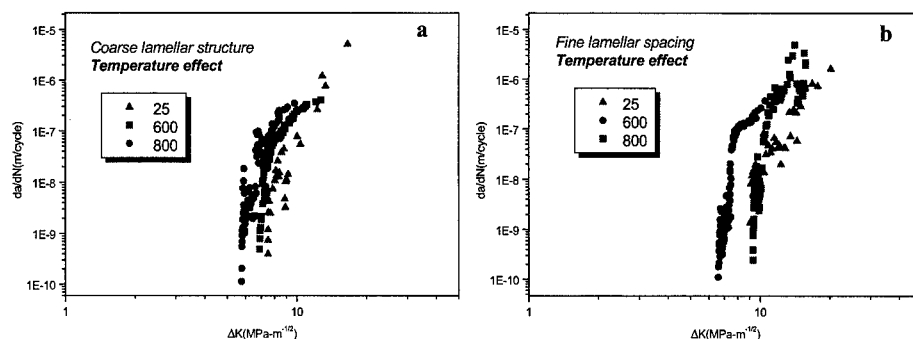 a
Coarse lamellar structure
Temperature effect
25
600
800
1E-5
1E-6
1E-7
1E-8
1E-9
1E-10
da/dN(m/cycle)
1
10
ΔK(MPa-m^-1/2)
b
Fine lamellar spacing
Temperature effect
25
600
800
1E-5
1E-6
1E-7
1E-8
1E-9
1E-10
da/dN(m/cycle)
1
10
ΔK(MPa-m^-1/2)